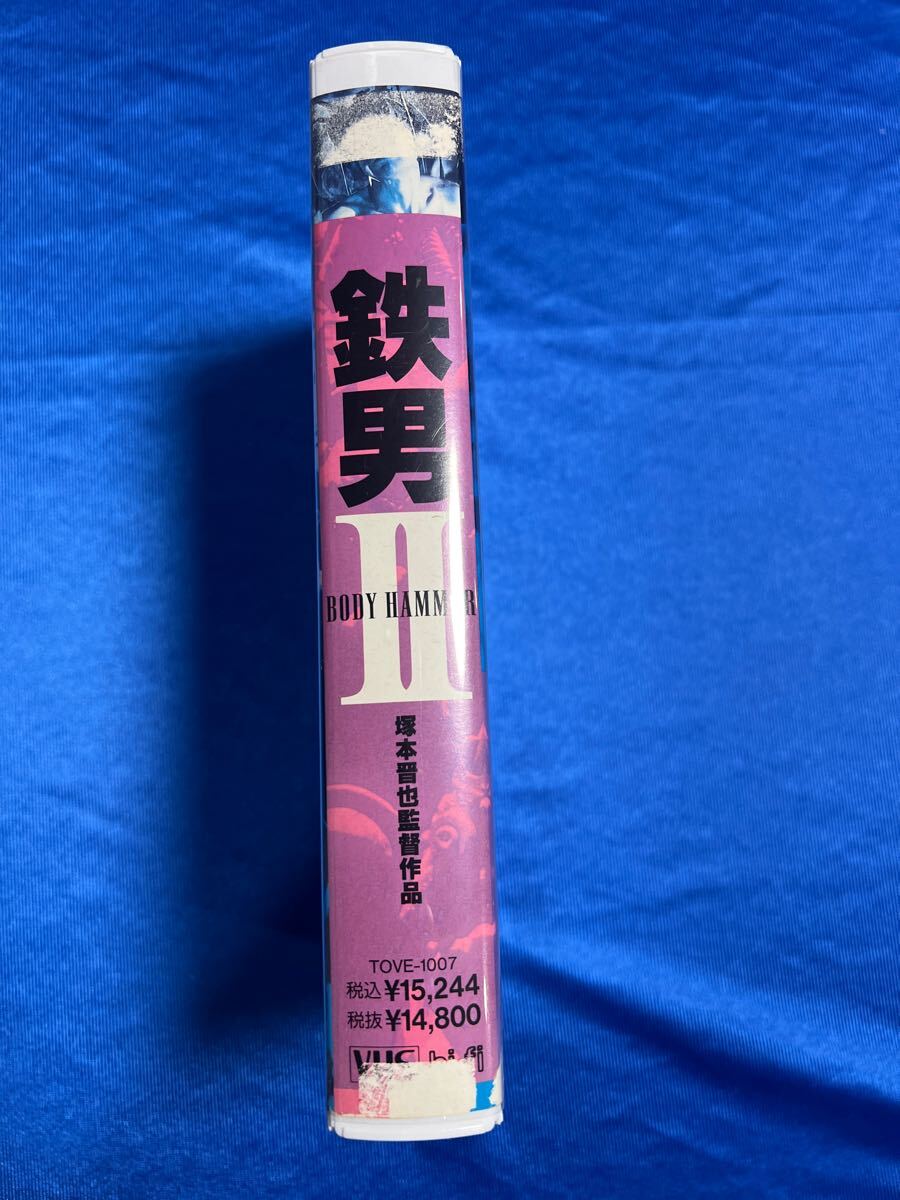 鉄男
II
BODY HAMMER
塚本晋也監督作品
TOVE-1007
税込 ¥15,244
税抜 ¥14,800
VHS hi-fi